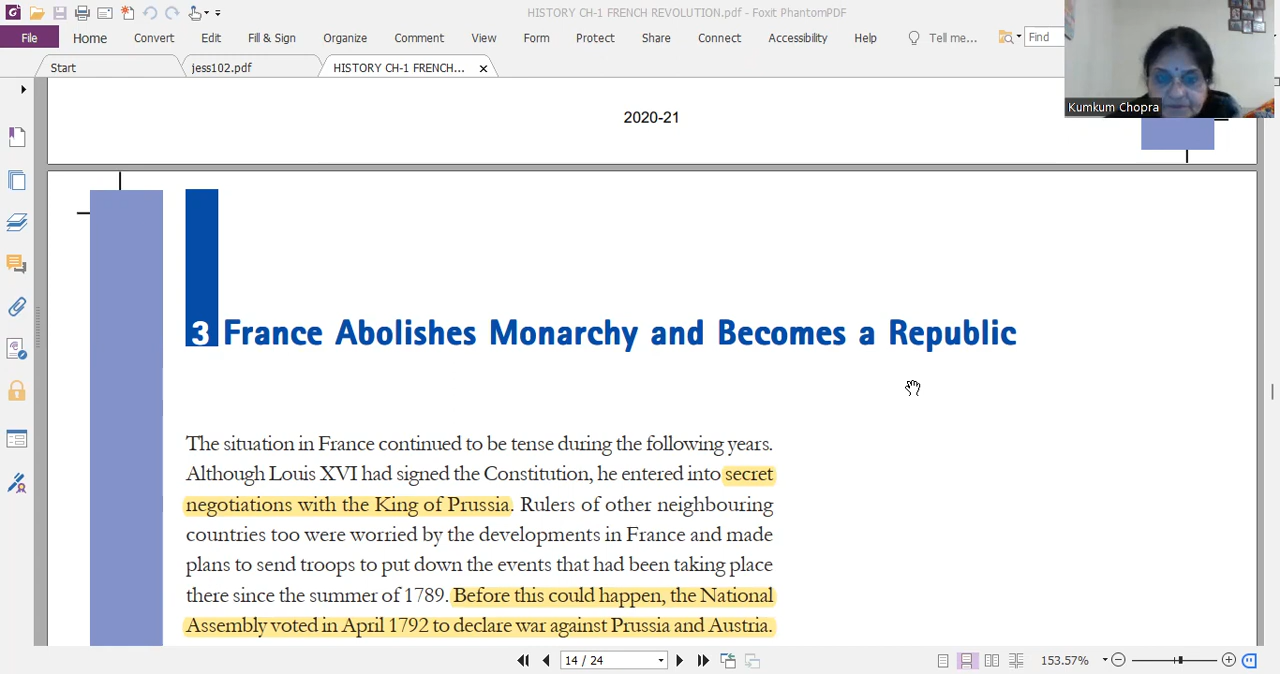 HISTORY CH-1 FRENCH REVOLUTION.pdf - Foxit PhantomPDF
File Home Convert Edit Fill & Sign Organize Comment View Form Protect Share Connect Accessibility Help Tell me... Find
Start jess102.pdf HISTORY CH-1 FRENCH...
Kumkum Chopra
2020-21
3 France Abolishes Monarchy and Becomes a Republic
The situation in France continued to be tense during the following years.
Although Louis XVI had signed the Constitution, he entered into secret
negotiations with the King of Prussia. Rulers of other neighbouring
countries too were worried by the developments in France and made
plans to send troops to put down the events that had been taking place
there since the summer of 1789. Before this could happen, the National
Assembly voted in April 1792 to declare war against Prussia and Austria.
14 / 24 153.57%